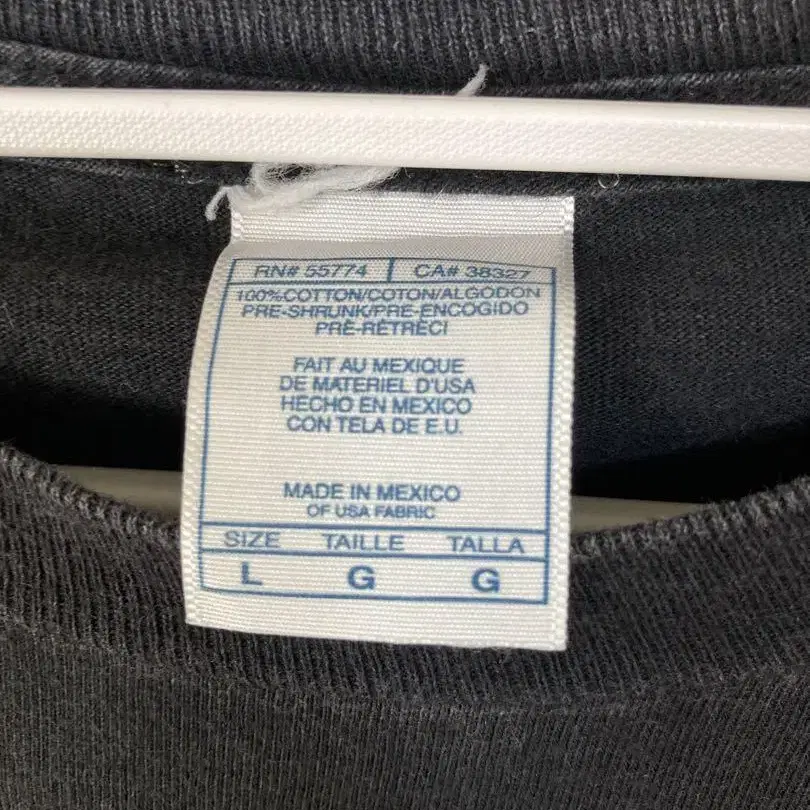 RN# 55774 CA# 38327
100%COTTON/COTON/ALGODON
PRE-SHRUNK/PRE-ENCOGIDO
PRÉ-RÉTRÉCI
FAIT AU MEXIQUE
DE MATERIEL D'USA
HECHO EN MEXICO
CON TELA DE E.U.
MADE IN MEXICO
OF USA FABRIC
SIZE TAILLE TALLA
L G G